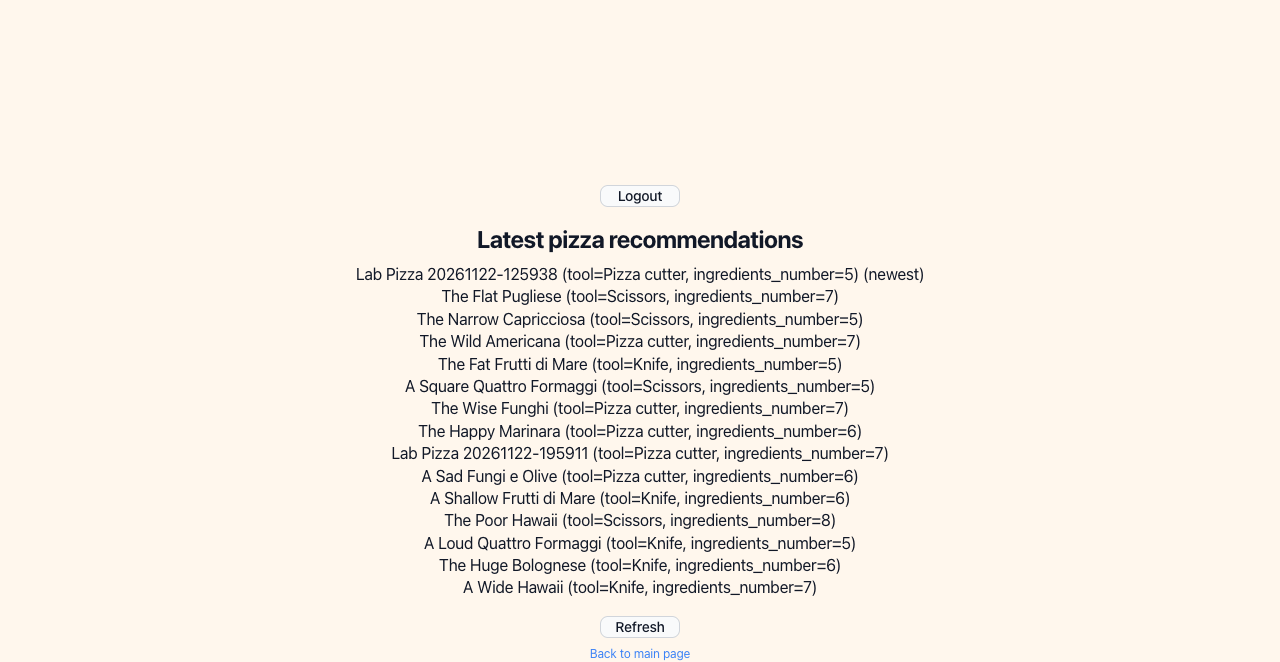 Logout
Latest pizza recommendations
Lab Pizza 20261122-125938 (tool=Pizza cutter, ingredients_number=5) (newest)
The Flat Pugliese (tool=Scissors, ingredients_number=7)
The Narrow Capricciosa (tool=Scissors, ingredients_number=5)
The Wild Americana (tool=Pizza cutter, ingredients_number=7)
The Fat Frutti di Mare (tool=Knife, ingredients_number=5)
A Square Quattro Formaggi (tool=Scissors, ingredients_number=5)
The Wise Funghi (tool=Pizza cutter, ingredients_number=7)
The Happy Marinara (tool=Pizza cutter, ingredients_number=6)
Lab Pizza 20261122-195911 (tool=Pizza cutter, ingredients_number=7)
A Sad Fungi e Olive (tool=Pizza cutter, ingredients_number=6)
A Shallow Frutti di Mare (tool=Knife, ingredients_number=6)
The Poor Hawaii (tool=Scissors, ingredients_number=8)
A Loud Quattro Formaggi (tool=Knife, ingredients_number=5)
The Huge Bolognese (tool=Knife, ingredients_number=6)
A Wide Hawaii (tool=Knife, ingredients_number=7)
Refresh
Back to main page